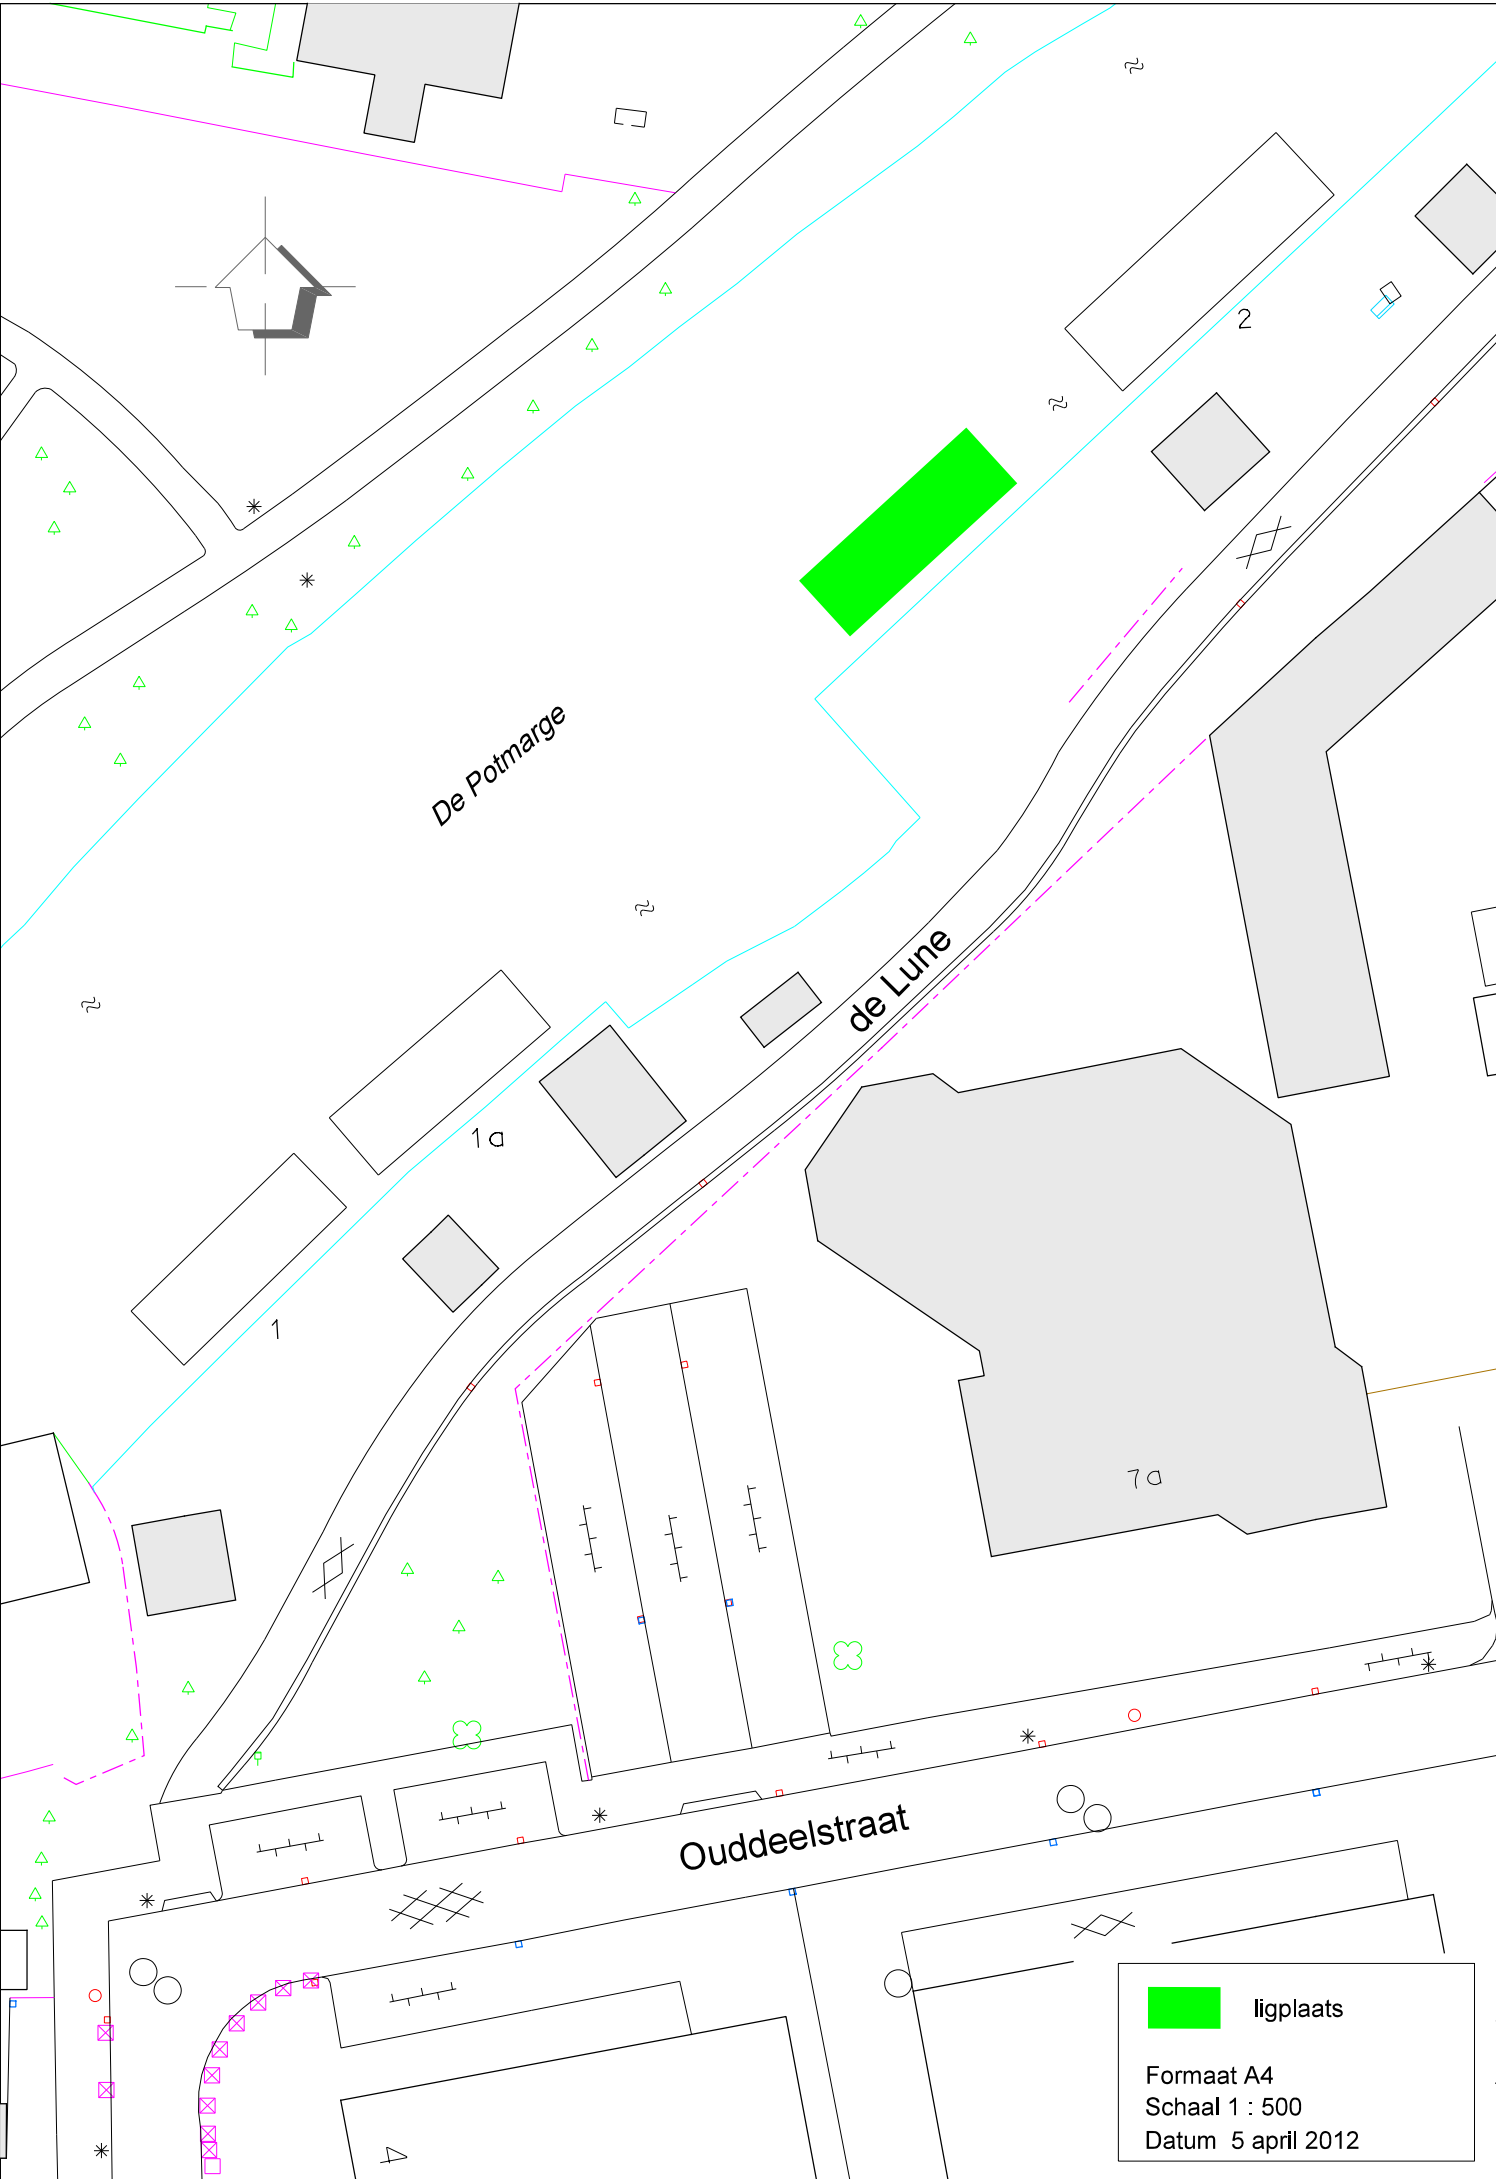 2
De Potmarge
de Lune
1a
1
7a
Ouddeelstraat
ligplaats
Formaat A4
Schaal 1 : 500
Datum 5 april 2012